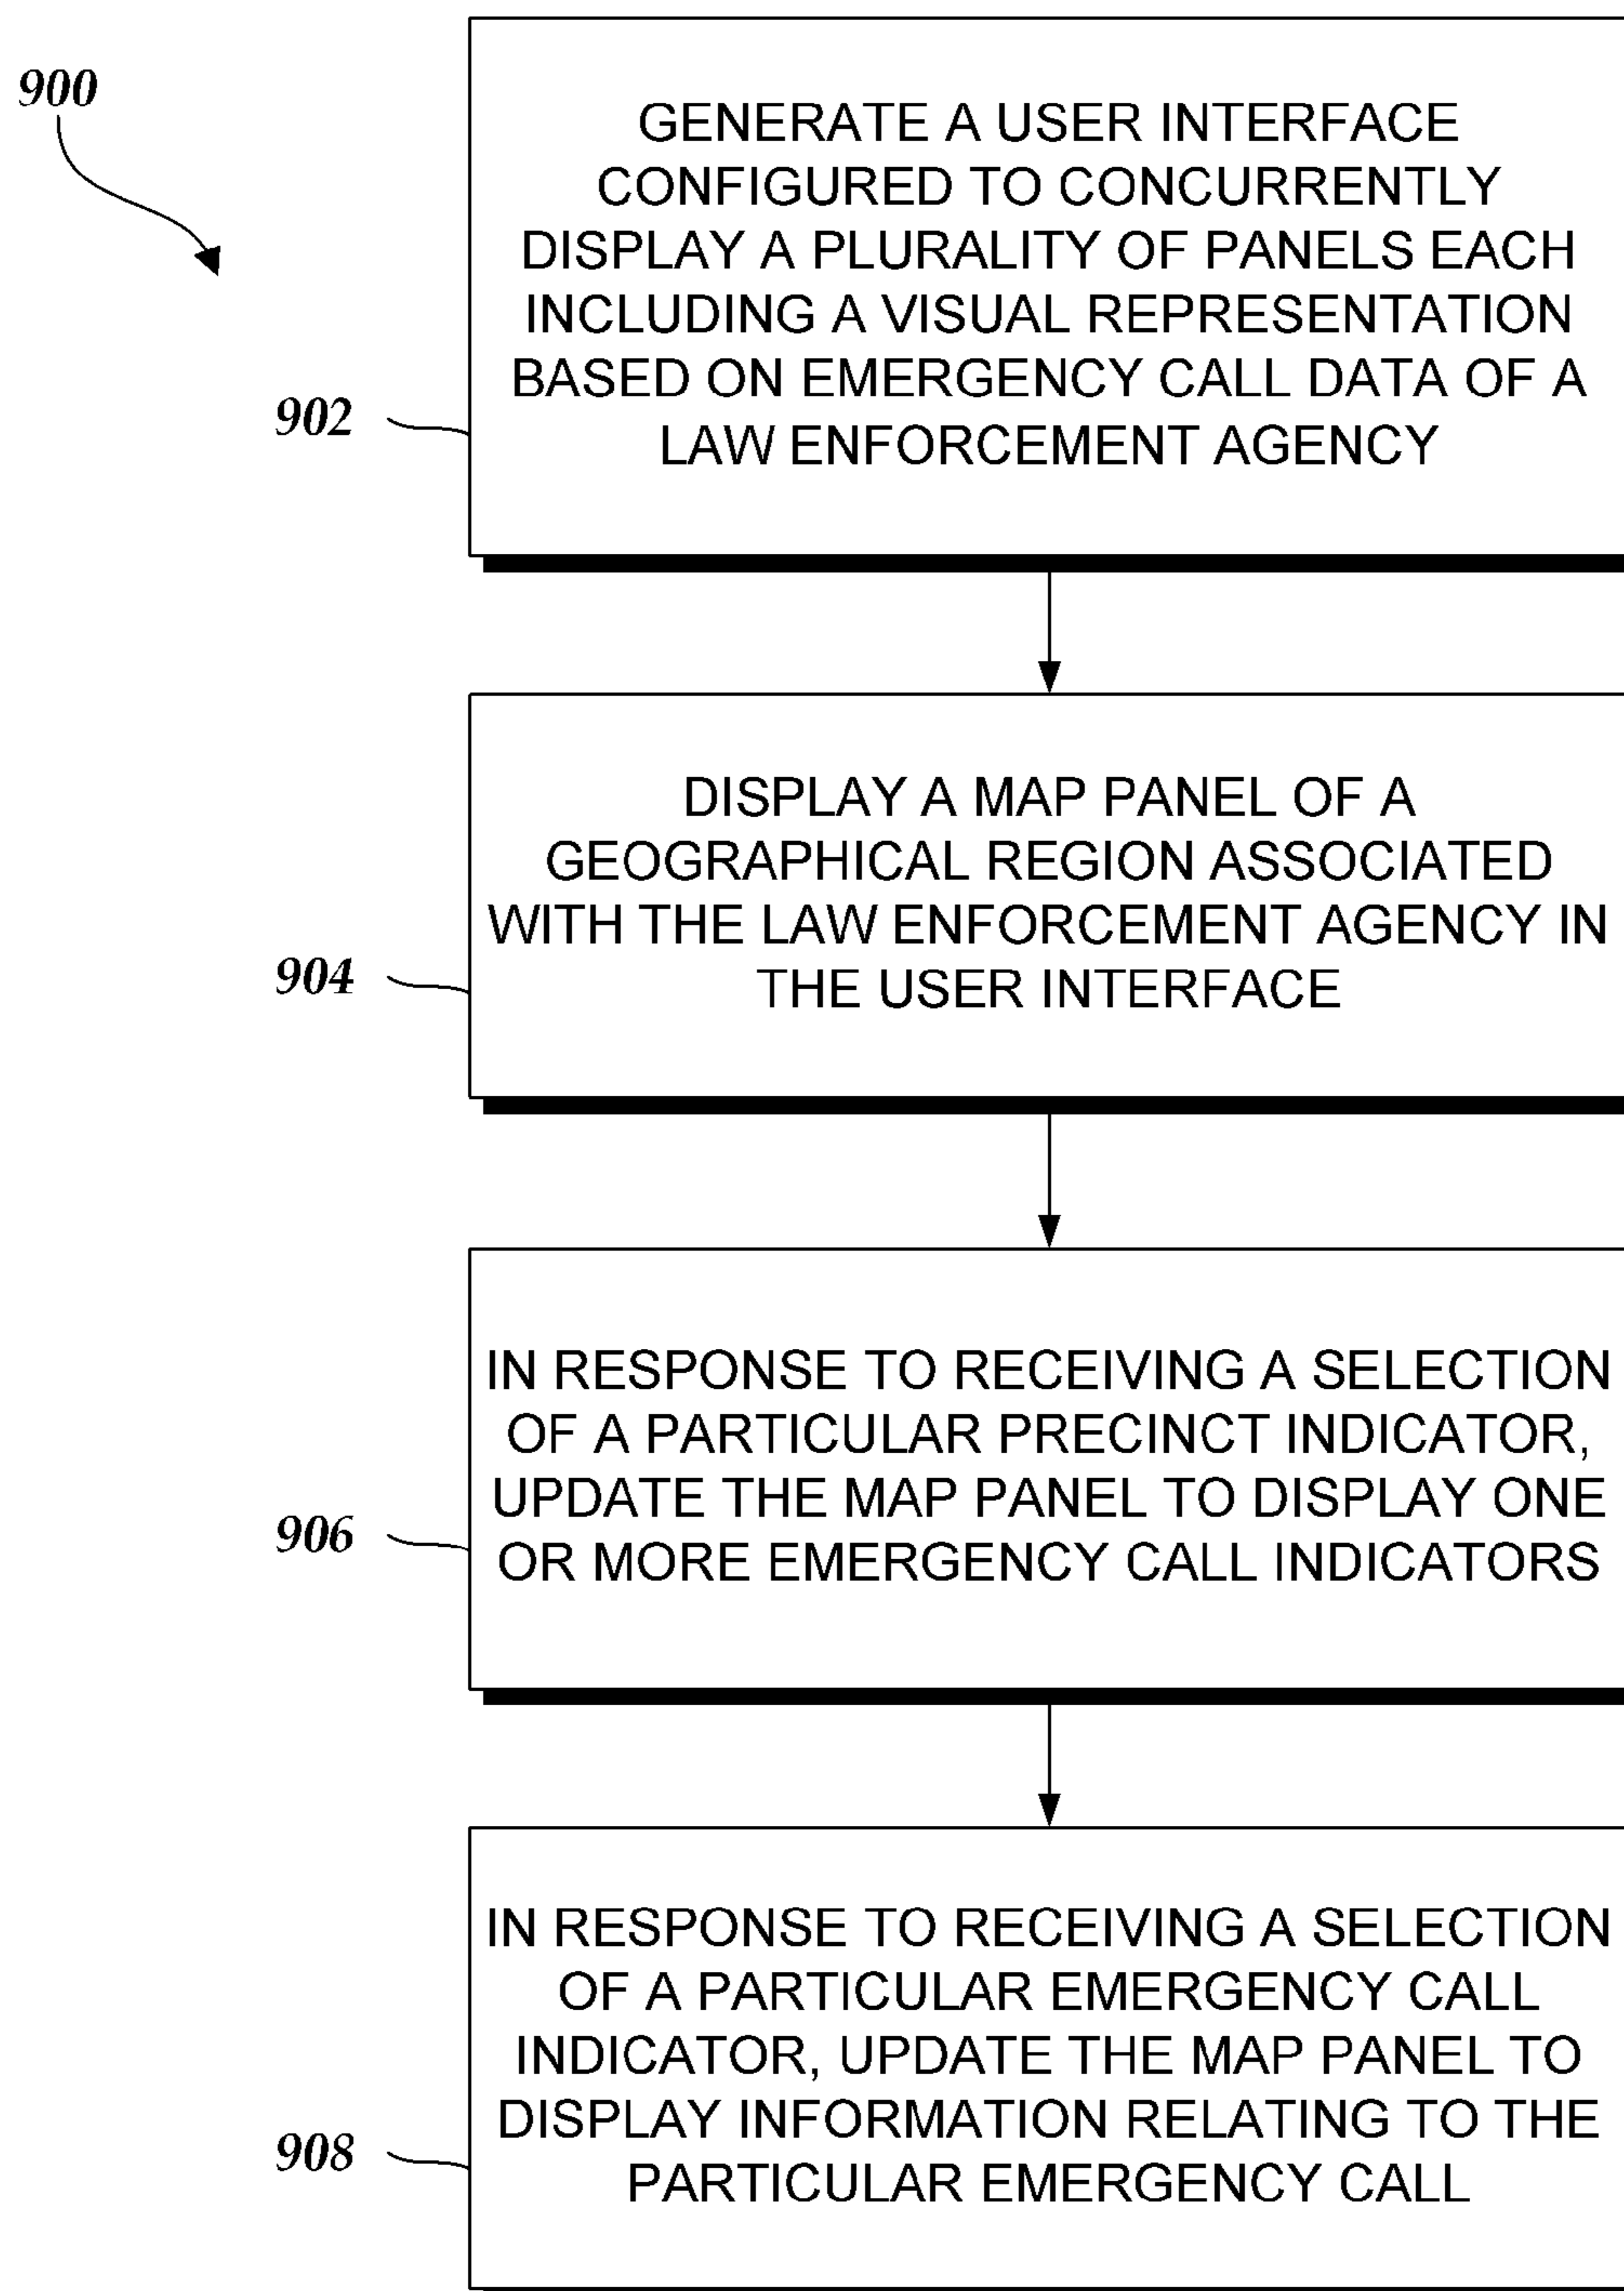 900
GENERATE A USER INTERFACE
CONFIGURED TO CONCURRENTLY
DISPLAY A PLURALITY OF PANELS EACH
INCLUDING A VISUAL REPRESENTATION
BASED ON EMERGENCY CALL DATA OF A
LAW ENFORCEMENT AGENCY
902
DISPLAY A MAP PANEL OF A
GEOGRAPHICAL REGION ASSOCIATED
WITH THE LAW ENFORCEMENT AGENCY IN
THE USER INTERFACE
904
IN RESPONSE TO RECEIVING A SELECTION
OF A PARTICULAR PRECINCT INDICATOR,
UPDATE THE MAP PANEL TO DISPLAY ONE
OR MORE EMERGENCY CALL INDICATORS
906
IN RESPONSE TO RECEIVING A SELECTION
OF A PARTICULAR EMERGENCY CALL
INDICATOR, UPDATE THE MAP PANEL TO
DISPLAY INFORMATION RELATING TO THE
PARTICULAR EMERGENCY CALL
908